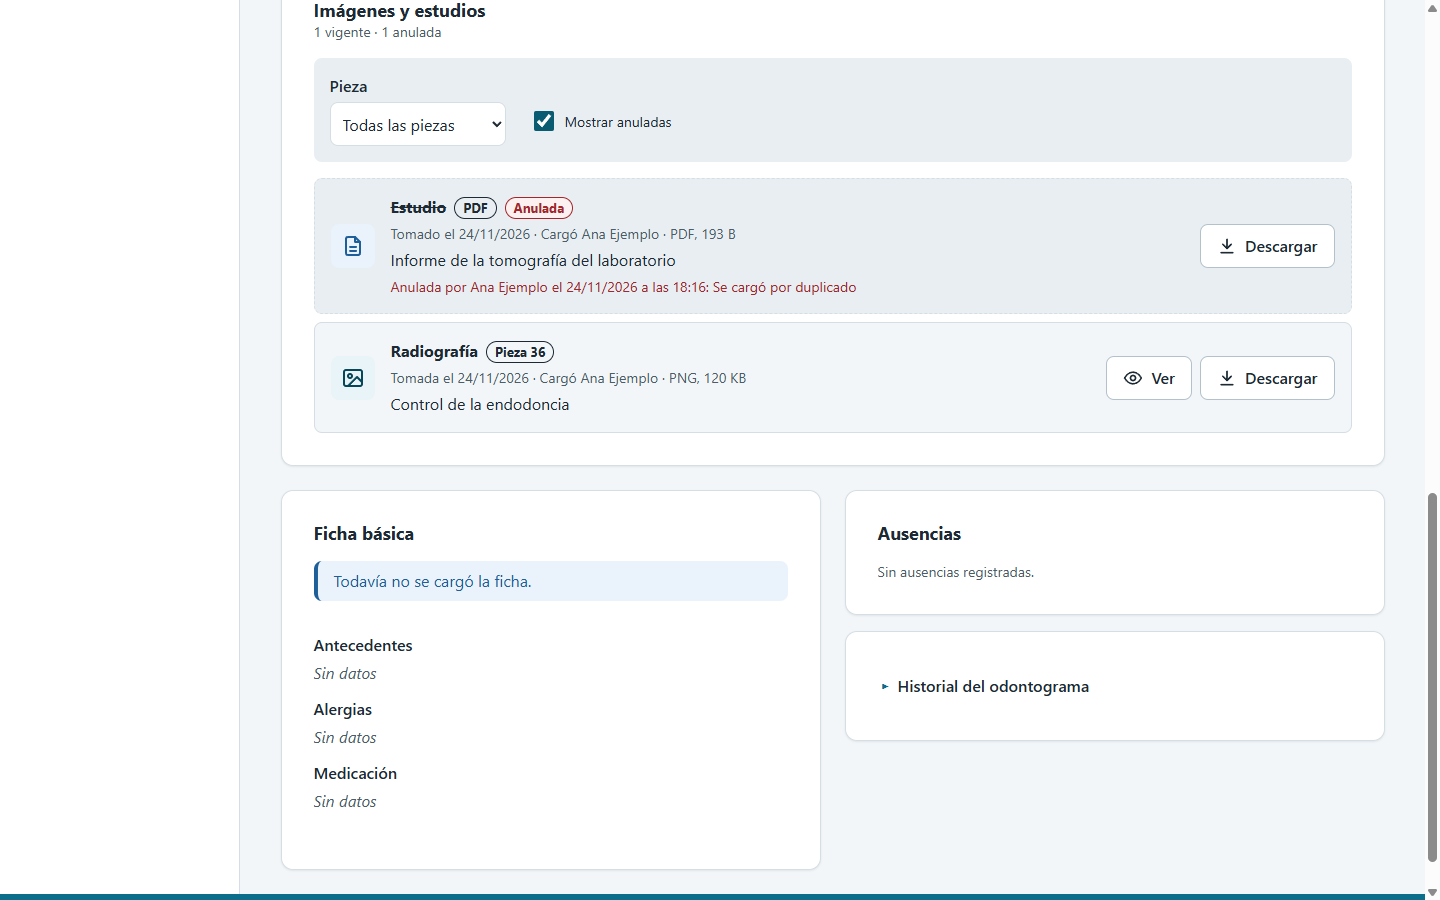 Imágenes y estudios
1 vigente · 1 anulada
Pieza
Todas las piezas
Mostrar anuladas
Estudio PDF Anulada
Tomado el 24/11/2026 · Cargó Ana Ejemplo · PDF, 193 B
Informe de la tomografía del laboratorio
Anulada por Ana Ejemplo el 24/11/2026 a las 18:16: Se cargó por duplicado
Descargar
Radiografía Pieza 36
Tomada el 24/11/2026 · Cargó Ana Ejemplo · PNG, 120 KB
Control de la endodoncia
Ver
Descargar
Ficha básica
Todavía no se cargó la ficha.
Antecedentes
Sin datos
Alergias
Sin datos
Medicación
Sin datos
Ausencias
Sin ausencias registradas.
Historial del odontograma